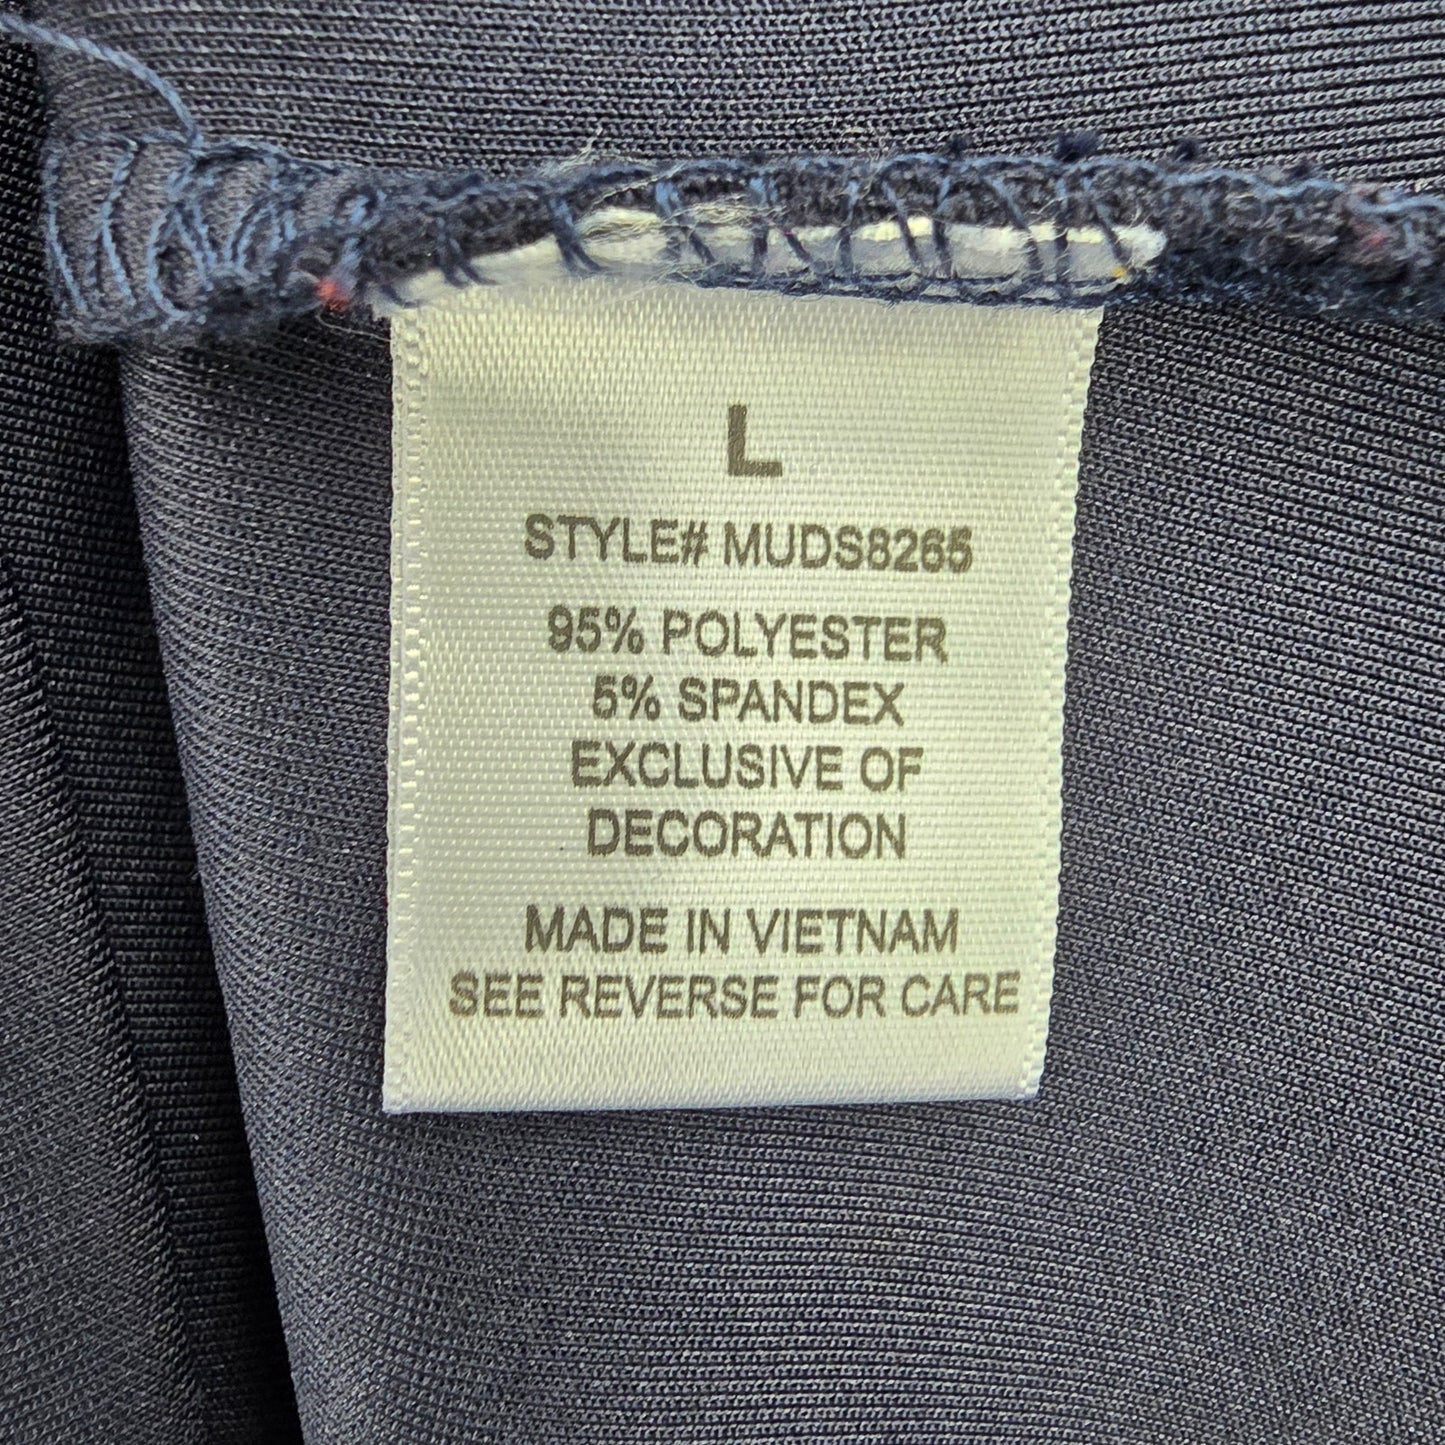 L
STYLE# MUDS8265
95% POLYESTER
5% SPANDEX
EXCLUSIVE OF
DECORATION
MADE IN VIETNAM
SEE REVERSE FOR CARE